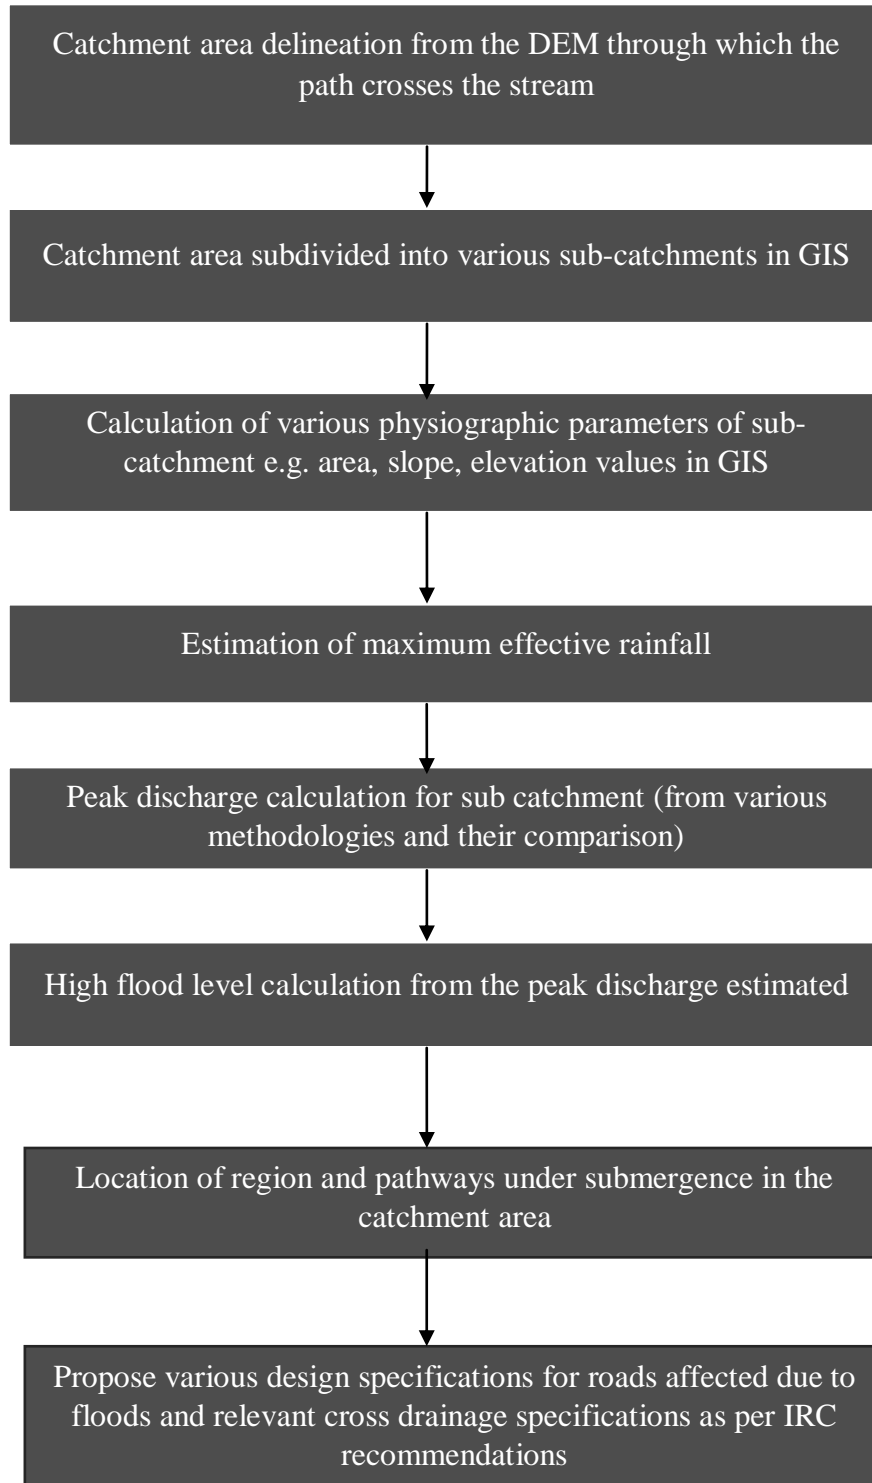 Catchment area delineation from the DEM through which the
path crosses the stream
Catchment area subdivided into various sub-catchments in GIS
Calculation of various physiographic parameters of sub-
catchment e.g. area, slope, elevation values in GIS
Estimation of maximum effective rainfall
Peak discharge calculation for sub catchment (from various
methodologies and their comparison)
High flood level calculation from the peak discharge estimated
Location of region and pathways under submergence in the
catchment area
Propose various design specifications for roads affected due to
floods and relevant cross drainage specifications as per IRC
recommendations